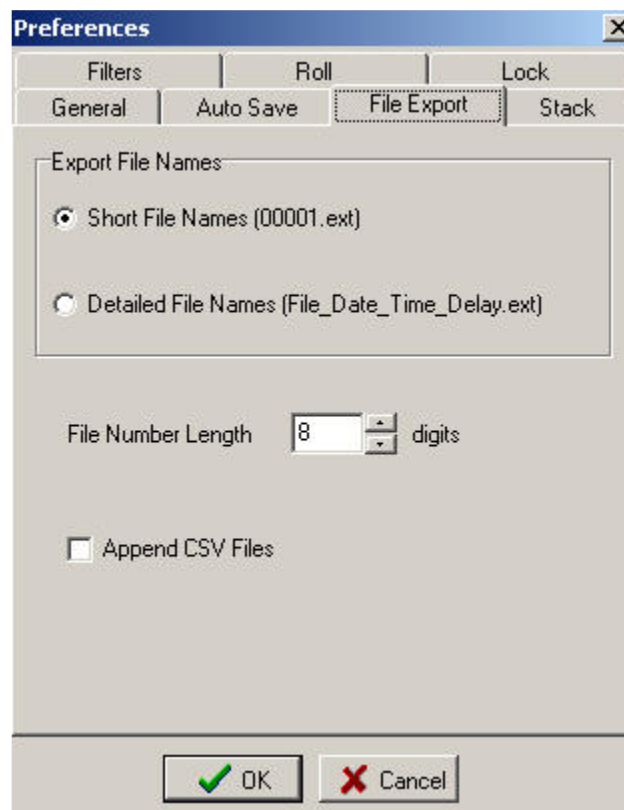 Preferences
Filters Roll Lock
General Auto Save File Export Stack
Export File Names
Short File Names (00001.ext)
Detailed File Names (File_Date_Time_Delay.ext)
File Number Length 8 digits
Append CSV Files
OK Cancel